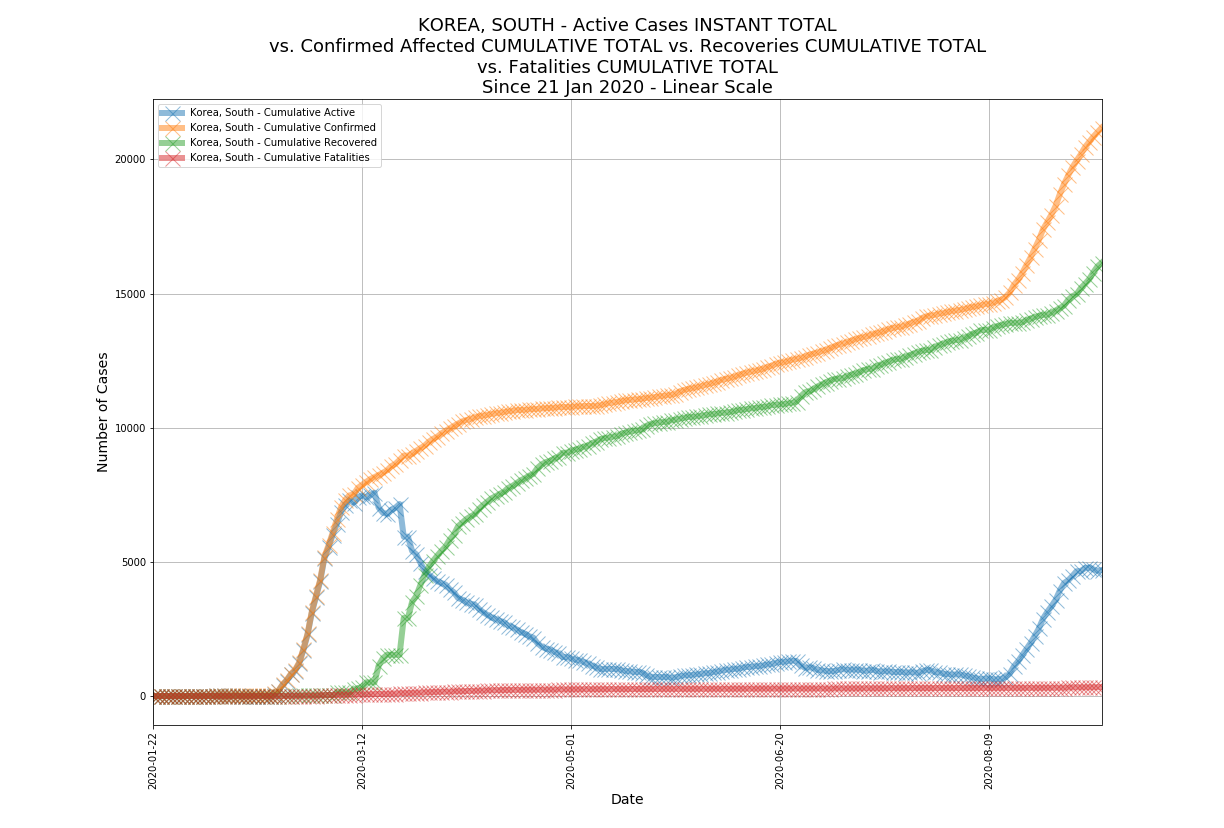 KOREA, SOUTH - Active Cases INSTANT TOTAL
vs. Confirmed Affected CUMULATIVE TOTAL vs. Recoveries CUMULATIVE TOTAL
vs. Fatalities CUMULATIVE TOTAL
Since 21 Jan 2020 - Linear Scale
Korea, South - Cumulative Active
Korea, South - Cumulative Confirmed
Korea, South - Cumulative Recovered
Korea, South - Cumulative Fatalities
20000
15000
10000
5000
0
Number of Cases
2020-01-22
2020-03-12
2020-05-01
2020-06-20
2020-08-09
Date